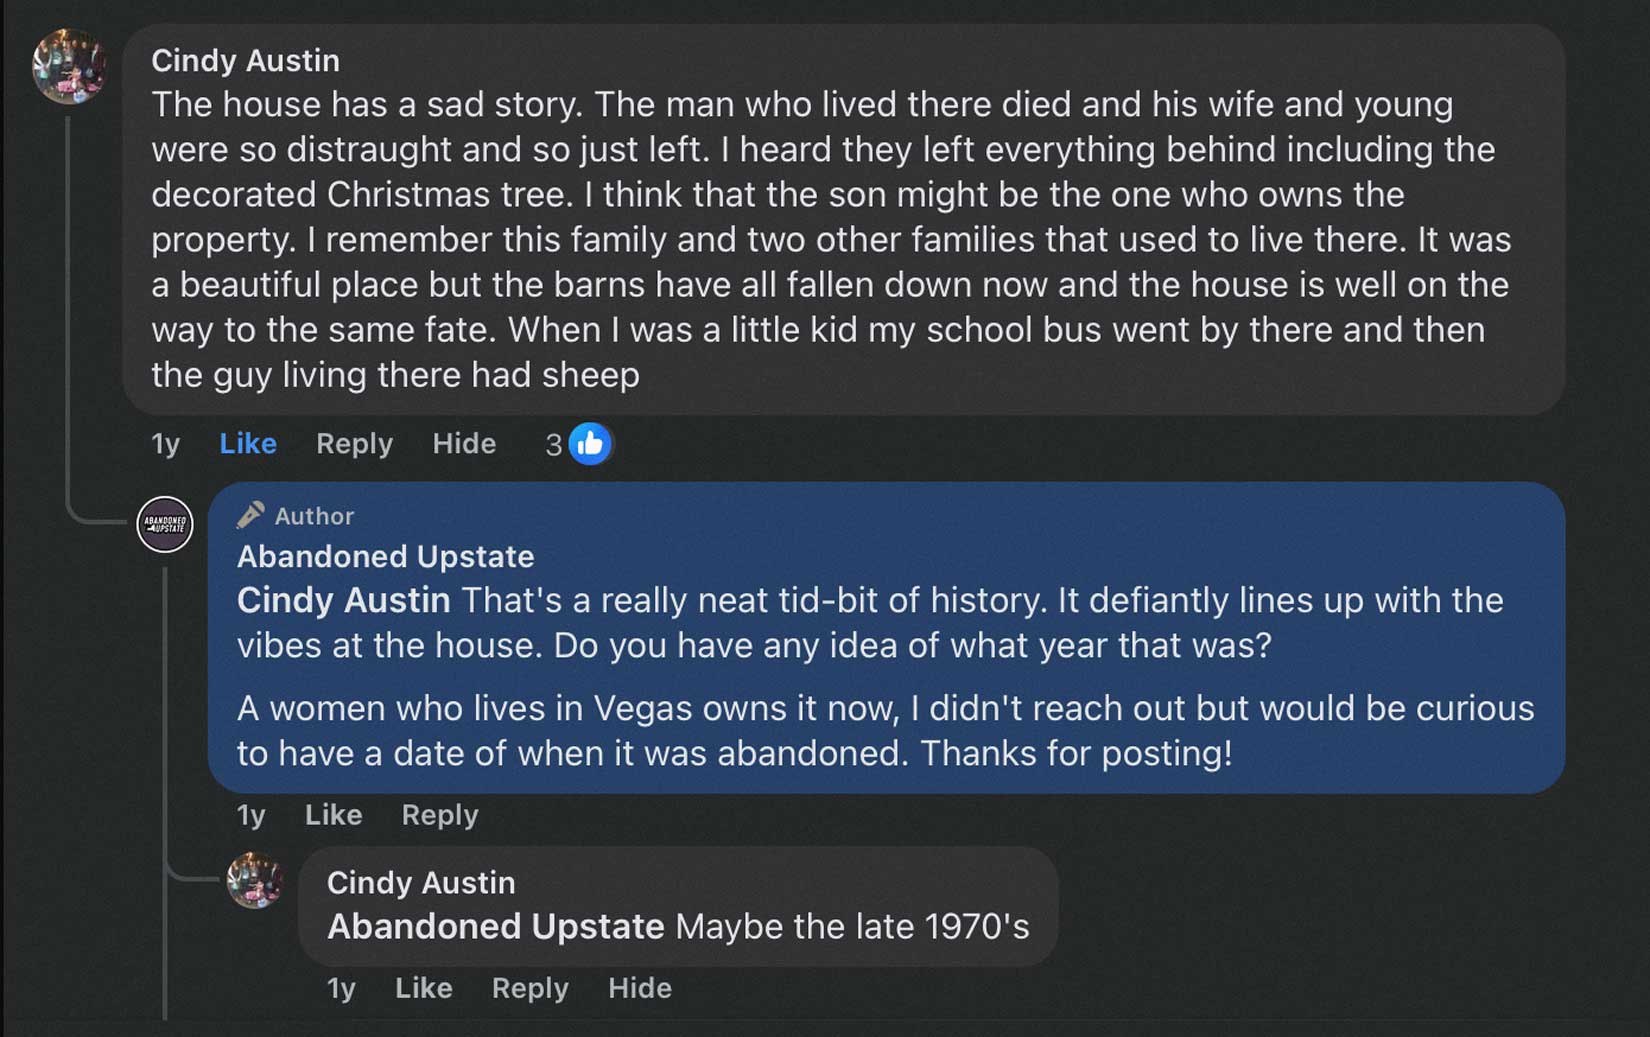 Cindy Austin
The house has a sad story. The man who lived there died and his wife and young
were so distraught and so just left. I heard they left everything behind including the
decorated Christmas tree. I think that the son might be the one who owns the
property. I remember this family and two other families that used to live there. It was
a beautiful place but the barns have all fallen down now and the house is well on the
way to the same fate. When I was a little kid my school bus went by there and then
the guy living there had sheep
1y Like Reply Hide 3
ABANDONED
UPSTATE
Author
Abandoned Upstate
Cindy Austin That's a really neat tid-bit of history. It defiantly lines up with the
vibes at the house. Do you have any idea of what year that was?
A women who lives in Vegas owns it now, I didn't reach out but would be curious
to have a date of when it was abandoned. Thanks for posting!
1y Like Reply
Cindy Austin
Abandoned Upstate Maybe the late 1970's
1y Like Reply Hide